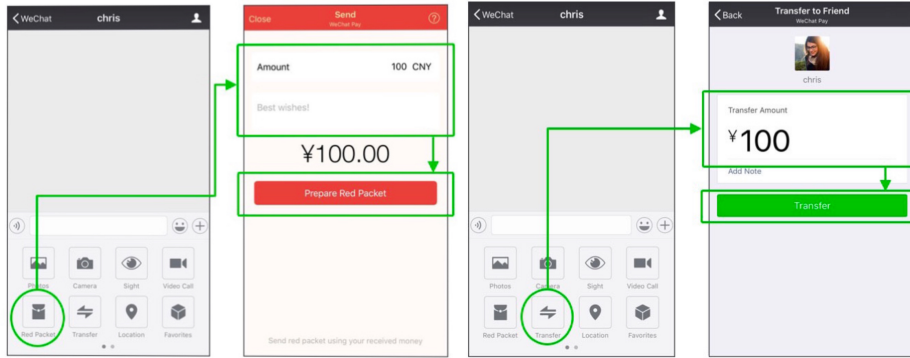 WeChat
chris
Photos
Camera
Sight
Video Call
Red Packet
Transfer
Location
Favorites
Close
Send
WeChat Pay
?
Amount
100 CNY
Best wishes!
¥100.00
Prepare Red Packet
Send red packet using your received money
WeChat
chris
Photos
Camera
Sight
Video Call
Red Packet
Transfer
Location
Favorites
Back
Transfer to Friend
WeChat Pay
chris
Transfer Amount
¥100
Add Note
Transfer